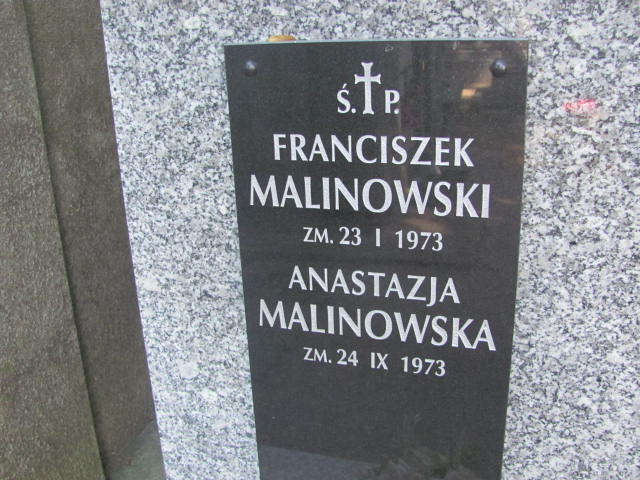 Ś. P.
FRANCISZEK
MALINOWSKI
ZM. 23 I 1973
ANASTAZJA
MALINOWSKA
ZM. 24 IX 1973